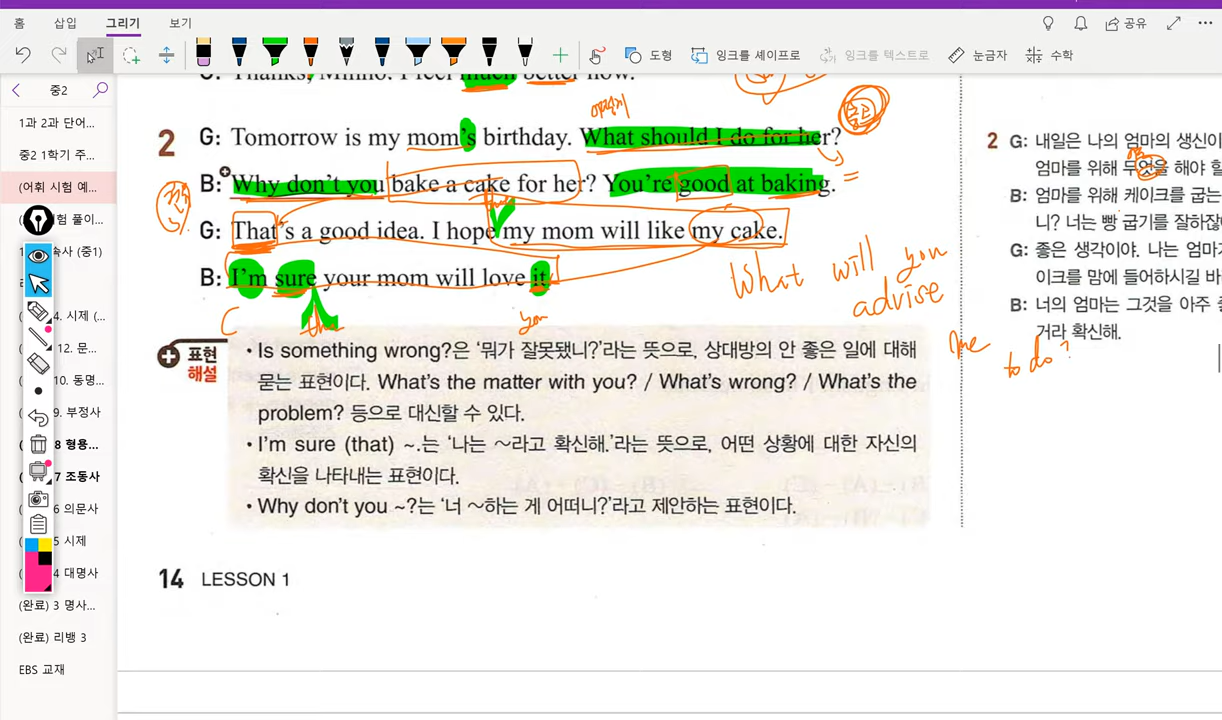 홈 삽입 그리기 보기 공유
도형 잉크를 셰이프로 잉크를 텍스트로 눈금자 수학
중2
1과 2과 단어...
중2 1학기 주...
(어휘 시험 예...
험 풀이...
속사 (중1)
4. 시제 (...
12. 문...
10. 동명...
9. 부정사
8 형용...
7 조동사
6 의문사
5 시제
4 대명사
(완료) 3 명사...
(완료) 리뱅 3
EBS 교재
G: Thanks, Minho. I feel much better now.
2 G: Tomorrow is my mom's birthday. What should I do for her?
B: Why don't you bake a cake for her? You're good at baking. =
G: That's a good idea. I hope my mom will like my cake.
B: I'm sure your mom will love it.
What will you
advise
me
to do?
표현
해설
• Is something wrong?은 '뭐가 잘못됐니?'라는 뜻으로, 상대방의 안 좋은 일에 대해
묻는 표현이다. What's the matter with you? / What's wrong? / What's the
problem? 등으로 대신할 수 있다.
• I'm sure (that) ~.는 '나는 ~라고 확신해.'라는 뜻으로, 어떤 상황에 대한 자신의
확신을 나타내는 표현이다.
• Why don't you ~?는 '너 ~하는 게 어떠니?'라고 제안하는 표현이다.
14 LESSON 1
2 G: 내일은 나의 엄마의 생신이
엄마를 위해 무엇을 해야 할
B: 엄마를 위해 케이크를 굽는
니? 너는 빵 굽기를 잘하잖
G: 좋은 생각이야. 나는 엄마가
이크를 맘에 들어하시길 바
B: 너의 엄마는 그것을 아주 좋
거라 확신해.